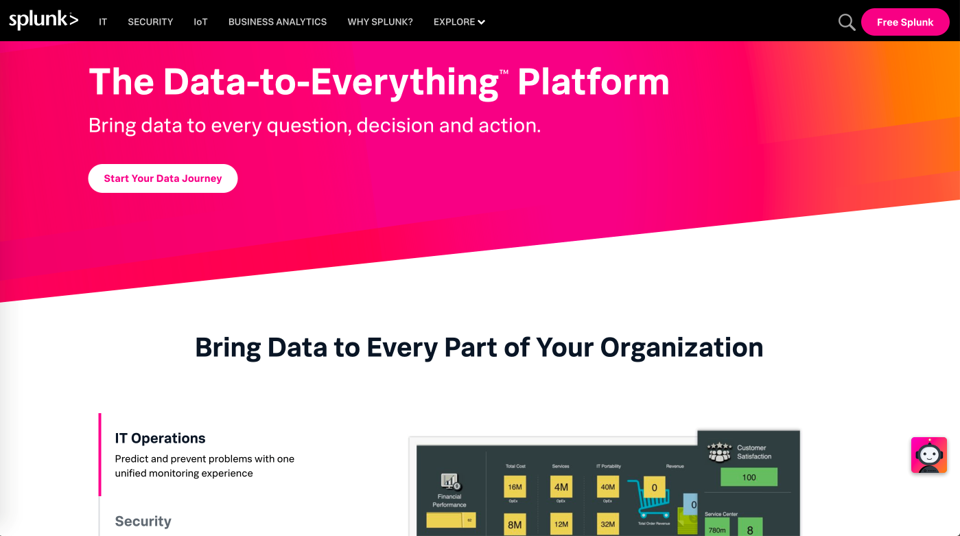 splunk>
IT
SECURITY
IoT
BUSINESS ANALYTICS
WHY SPLUNK?
EXPLORE
Free Splunk
The Data-to-Everything™ Platform
Bring data to every question, decision and action.
Start Your Data Journey
Bring Data to Every Part of Your Organization
IT Operations
Predict and prevent problems with one
unified monitoring experience
Security
Financial
Performance
Total Cost
16M
OpEx
8M
Services
4M
OpEx
12M
IT Portability
40M
OpEx
32M
Revenue
0
0
Total Order Revenue
Customer
Satisfaction
100
Service Center
780m
8